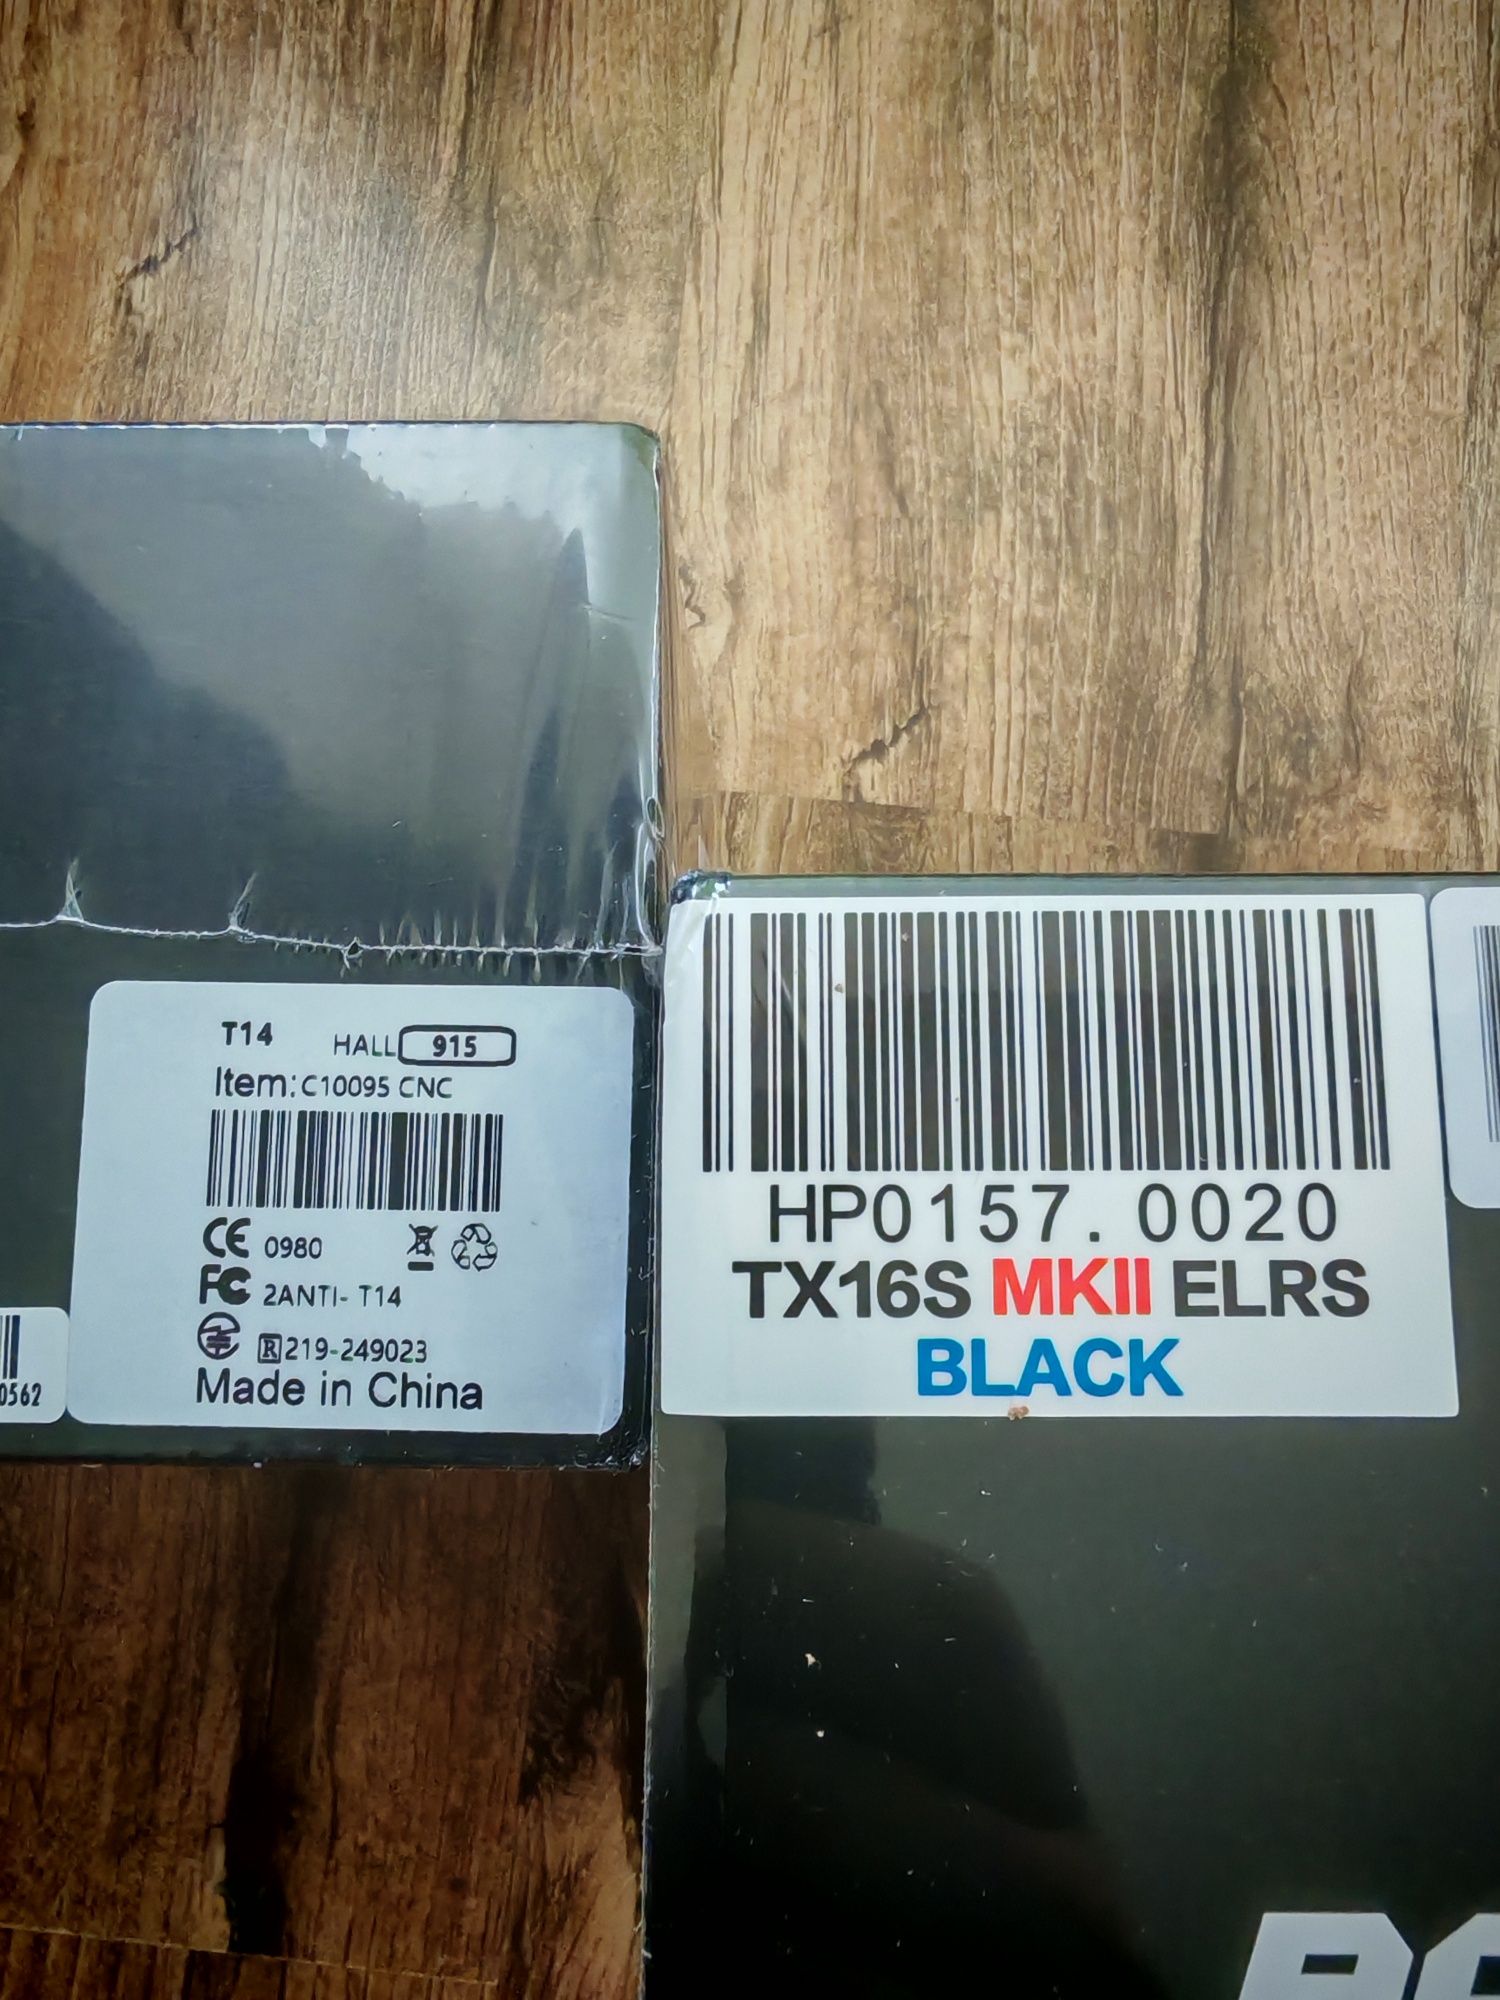 T14 HALL 915
Item: C10095 CNC
CE 0980
FC 2ANTI- T14
R 219-249023
Made in China
0562
HP0157.0020
TX16S MKII ELRS
BLACK